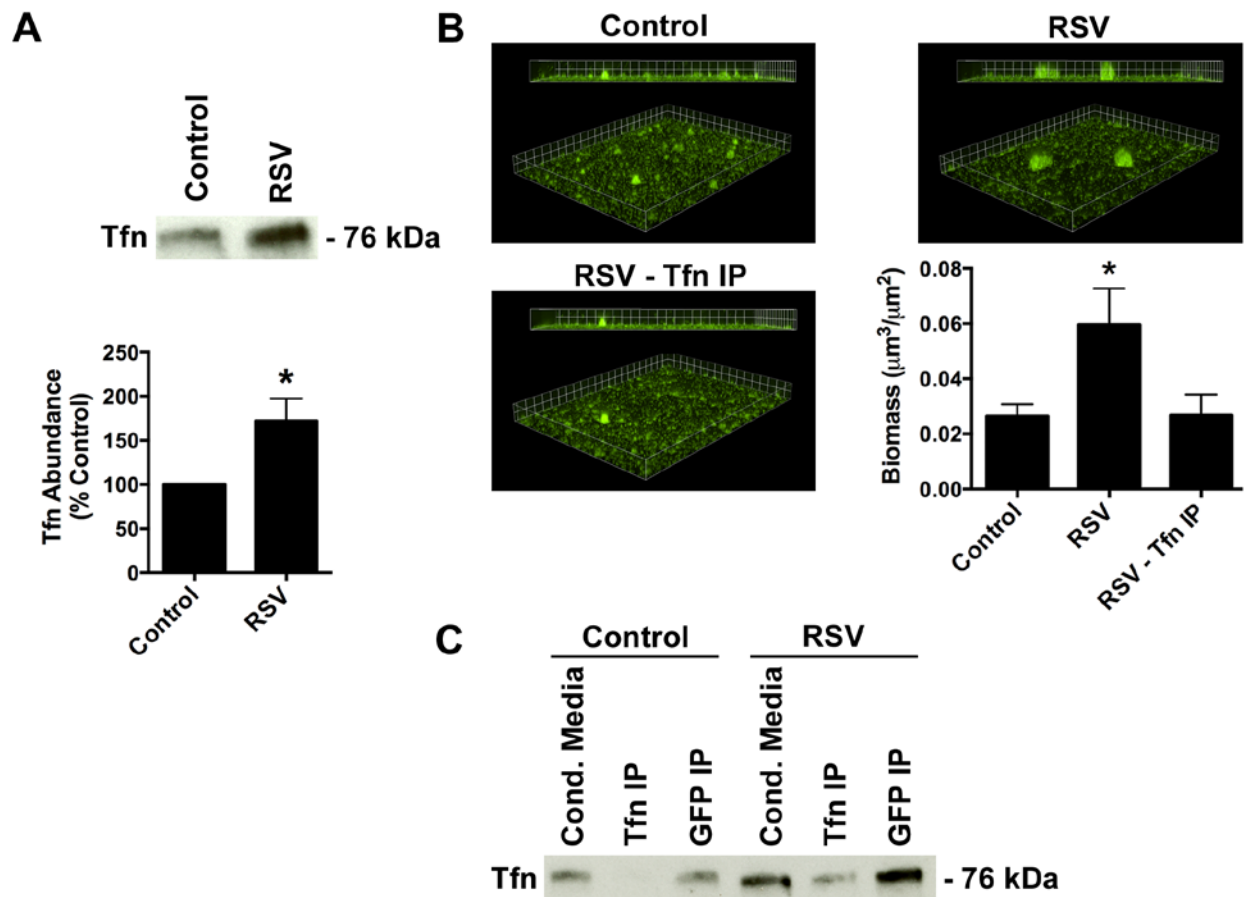 A
Control
RSV
Tfn
- 76 kDa
250
200
150
100
50
0
Tfn Abundance
(% Control)
*
Control
RSV
B
Control
RSV
RSV - Tfn IP
0.08
0.06
0.04
0.02
0.00
Biomass (μm³/μm²)
*
Control
RSV
RSV - Tfn IP
C
Control
RSV
Cond. Media
Tfn IP
GFP IP
Cond. Media
Tfn IP
GFP IP
Tfn
- 76 kDa